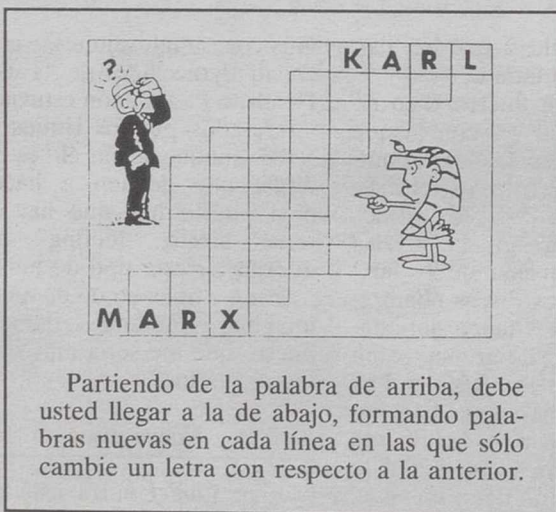 ?
KARL
MARX
Partiendo de la palabra de arriba, debe
usted llegar a la de abajo, formando pala-
bras nuevas en cada línea en las que sólo
cambie un letra con respecto a la anterior.